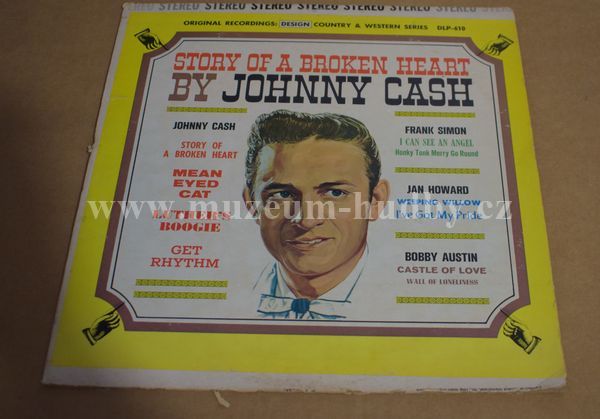 STEREO STEREO STEREO STEREO STEREO STEREO STEREO STEREO
ORIGINAL RECORDINGS: DESIGN COUNTRY & WESTERN SERIES DLP-610
STORY OF A BROKEN HEART
BY JOHNNY CASH
JOHNNY CASH
STORY OF
A BROKEN HEART
MEAN
EYED
CAT
LUTHER'S
BOOGIE
GET
RHYTHM
FRANK SIMON
I CAN SEE AN ANGEL
Honky Tonk Merry Go Round
JAN HOWARD
WEEPING WILLOW
I've Got My Pride
BOBBY AUSTIN
CASTLE OF LOVE
WALL OF LONELINESS
www.muzeum-hudby.cz